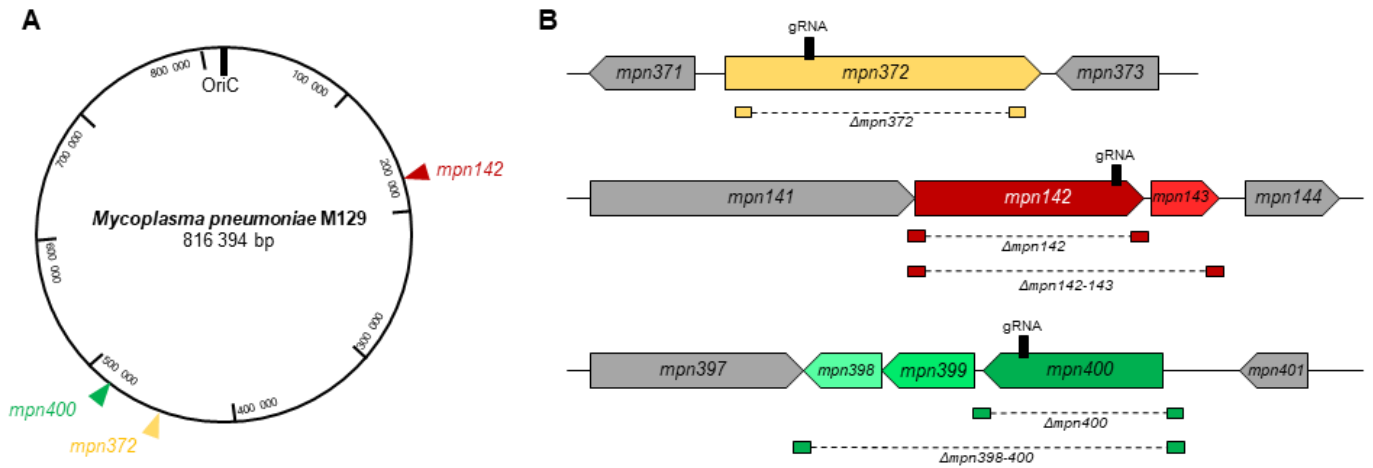 A
OriC
100 000
200 000
300 000
400 000
500 000
600 000
700 000
800 000
Mycoplasma pneumoniae M129
816 394 bp
mpn142
mpn400
mpn372
B
gRNA
mpn371
mpn372
mpn373
Δmpn372
gRNA
mpn141
mpn142
mpn143
mpn144
Δmpn142
Δmpn142-143
gRNA
mpn397
mpn398
mpn399
mpn400
mpn401
Δmpn400
Δmpn398-400